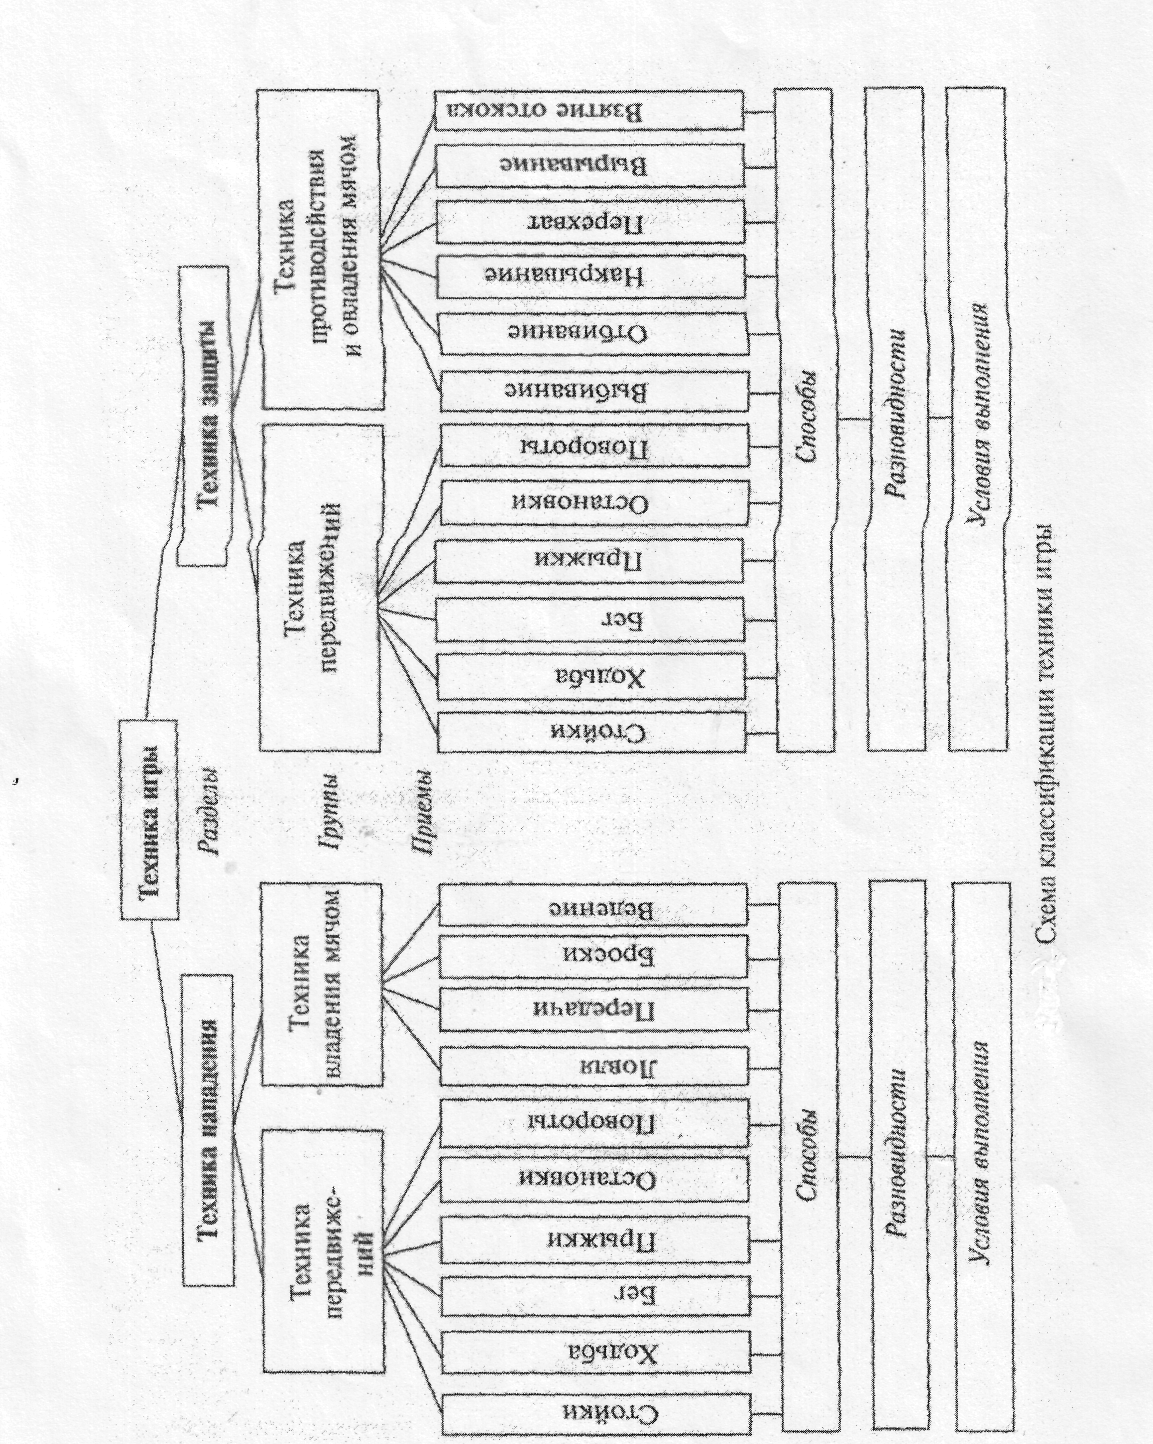 Техника игры
Разделы
Техника нападения
Техника защиты
Группы
Техника
передвиже-
ний
Техника
владения мячом
Техника
передвижений
Техника
противодействия
и овладения мячом
Приемы
Стойки
Ходьба
Бег
Прыжки
Остановки
Повороты
Ловля
Передачи
Броски
Ведение
Стойки
Ходьба
Бег
Прыжки
Остановки
Повороты
Выбивание
Отбивание
Накрывание
Перехват
Вырывание
Взятие отскока
Способы
Способы
Разновидности
Разновидности
Условия выполнения
Условия выполнения
Схема классификации техники игры